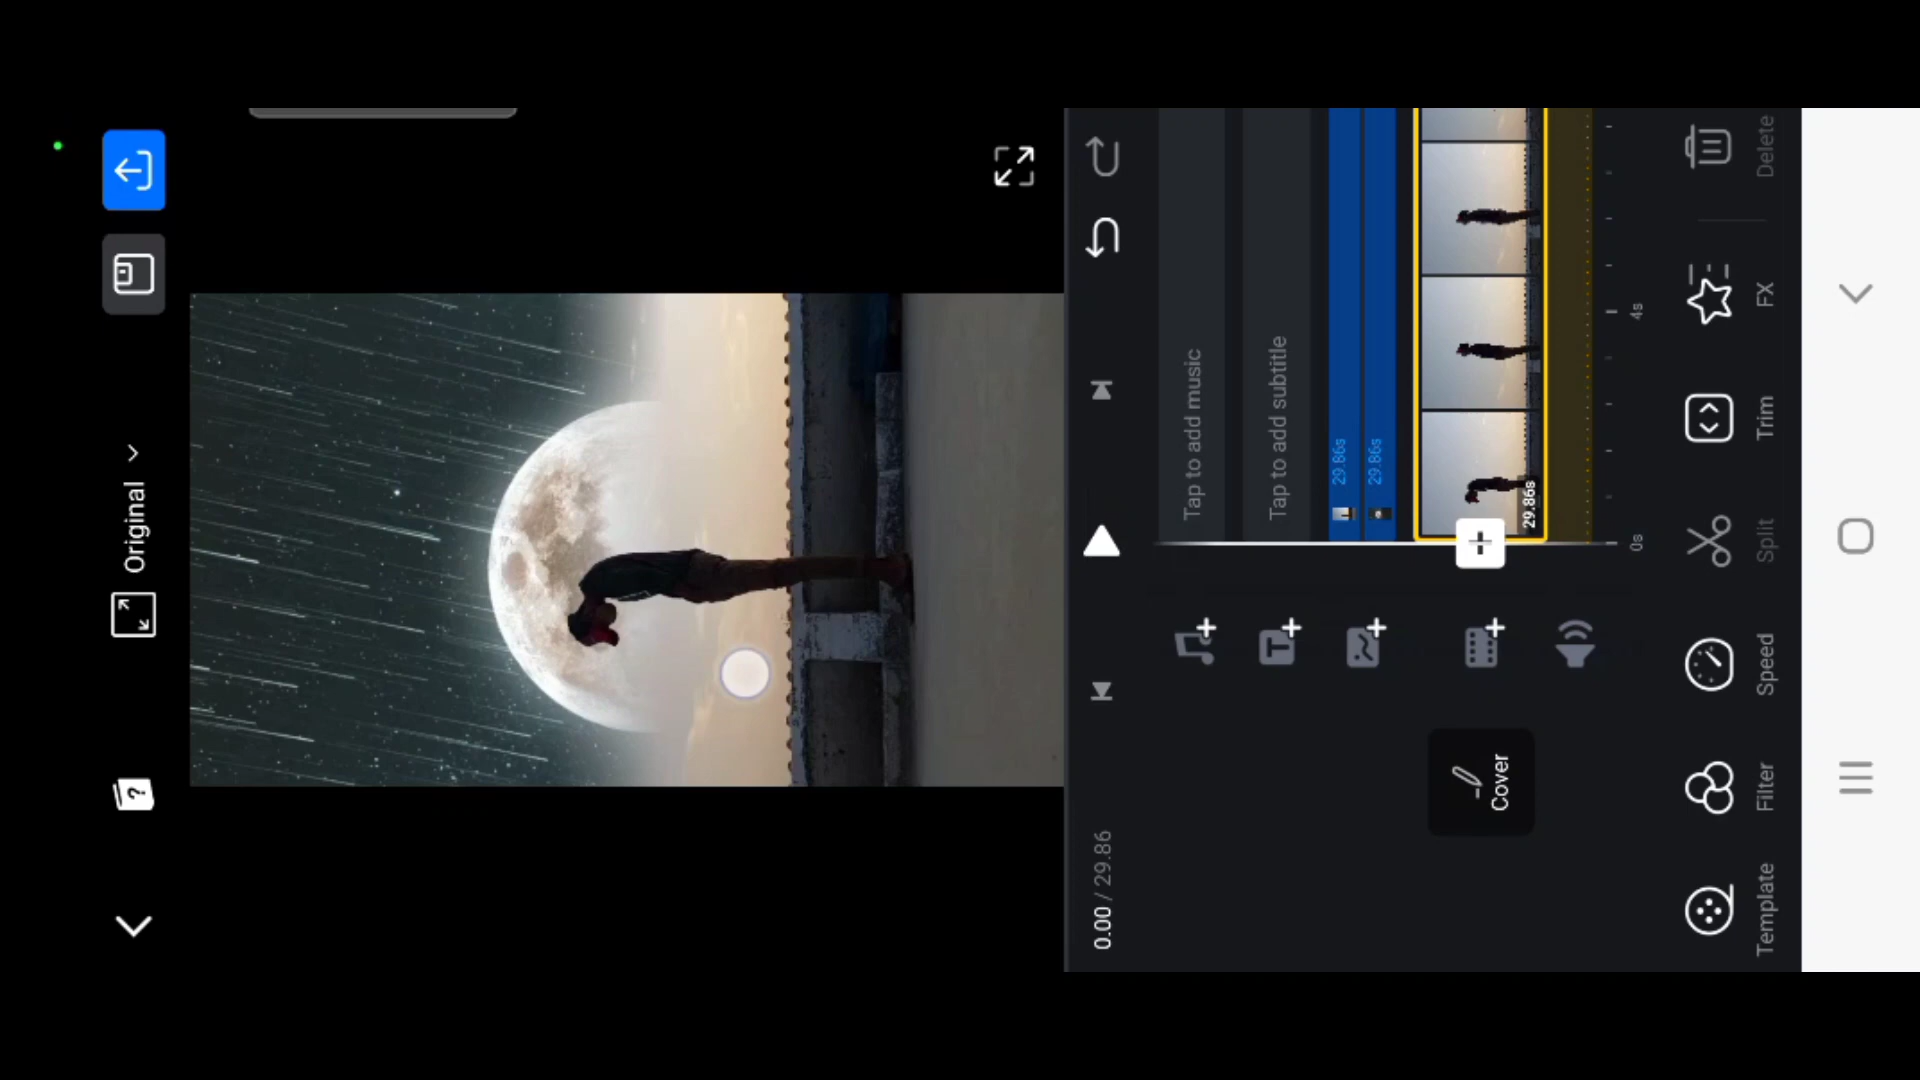 Original
0.00 / 29.86
Tap to add music
Tap to add subtitle
29.86s
29.86s
Cover
29.86s
0s
4s
Template
Filter
Speed
Split
Trim
FX
Delete